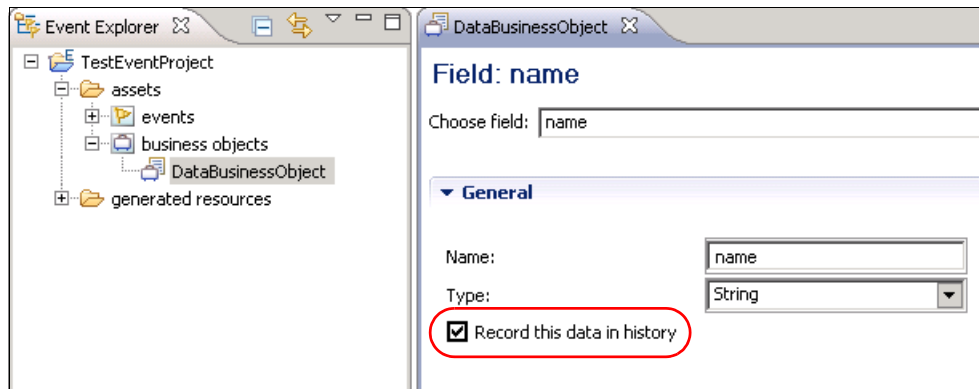 Event Explorer
TestEventProject
assets
events
business objects
DataBusinessObject
generated resources
DataBusinessObject
Field: name
Choose field: name
General
Name: name
Type: String
Record this data in history